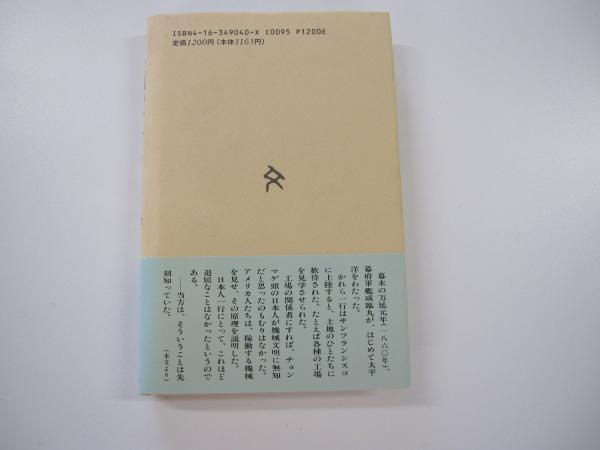 ISBN4-16-349040-X C0095 P1200E
定価1200円(本体1165円)
文
幕末の万延元年(一八六〇年)、
幕府軍艦咸臨丸が、はじめて太平
洋をわたった。
かれら一行はサンフランシスコ
に上陸すると、土地のひとたちに
歓待された。たとえば各種の工場
を見学させられた。
工場の関係者にすれば、チョン
マゲ頭の日本人が機械文明に無知
だと思ったのもむりはなかった。
アメリカ人たちは、稼働する機械
を見せ、その原理を説明した。
日本人一行にとって、これほど
退屈なことはなかったというので
ある。
――当方は、そういうことは先
刻知っていた。
(本文より)